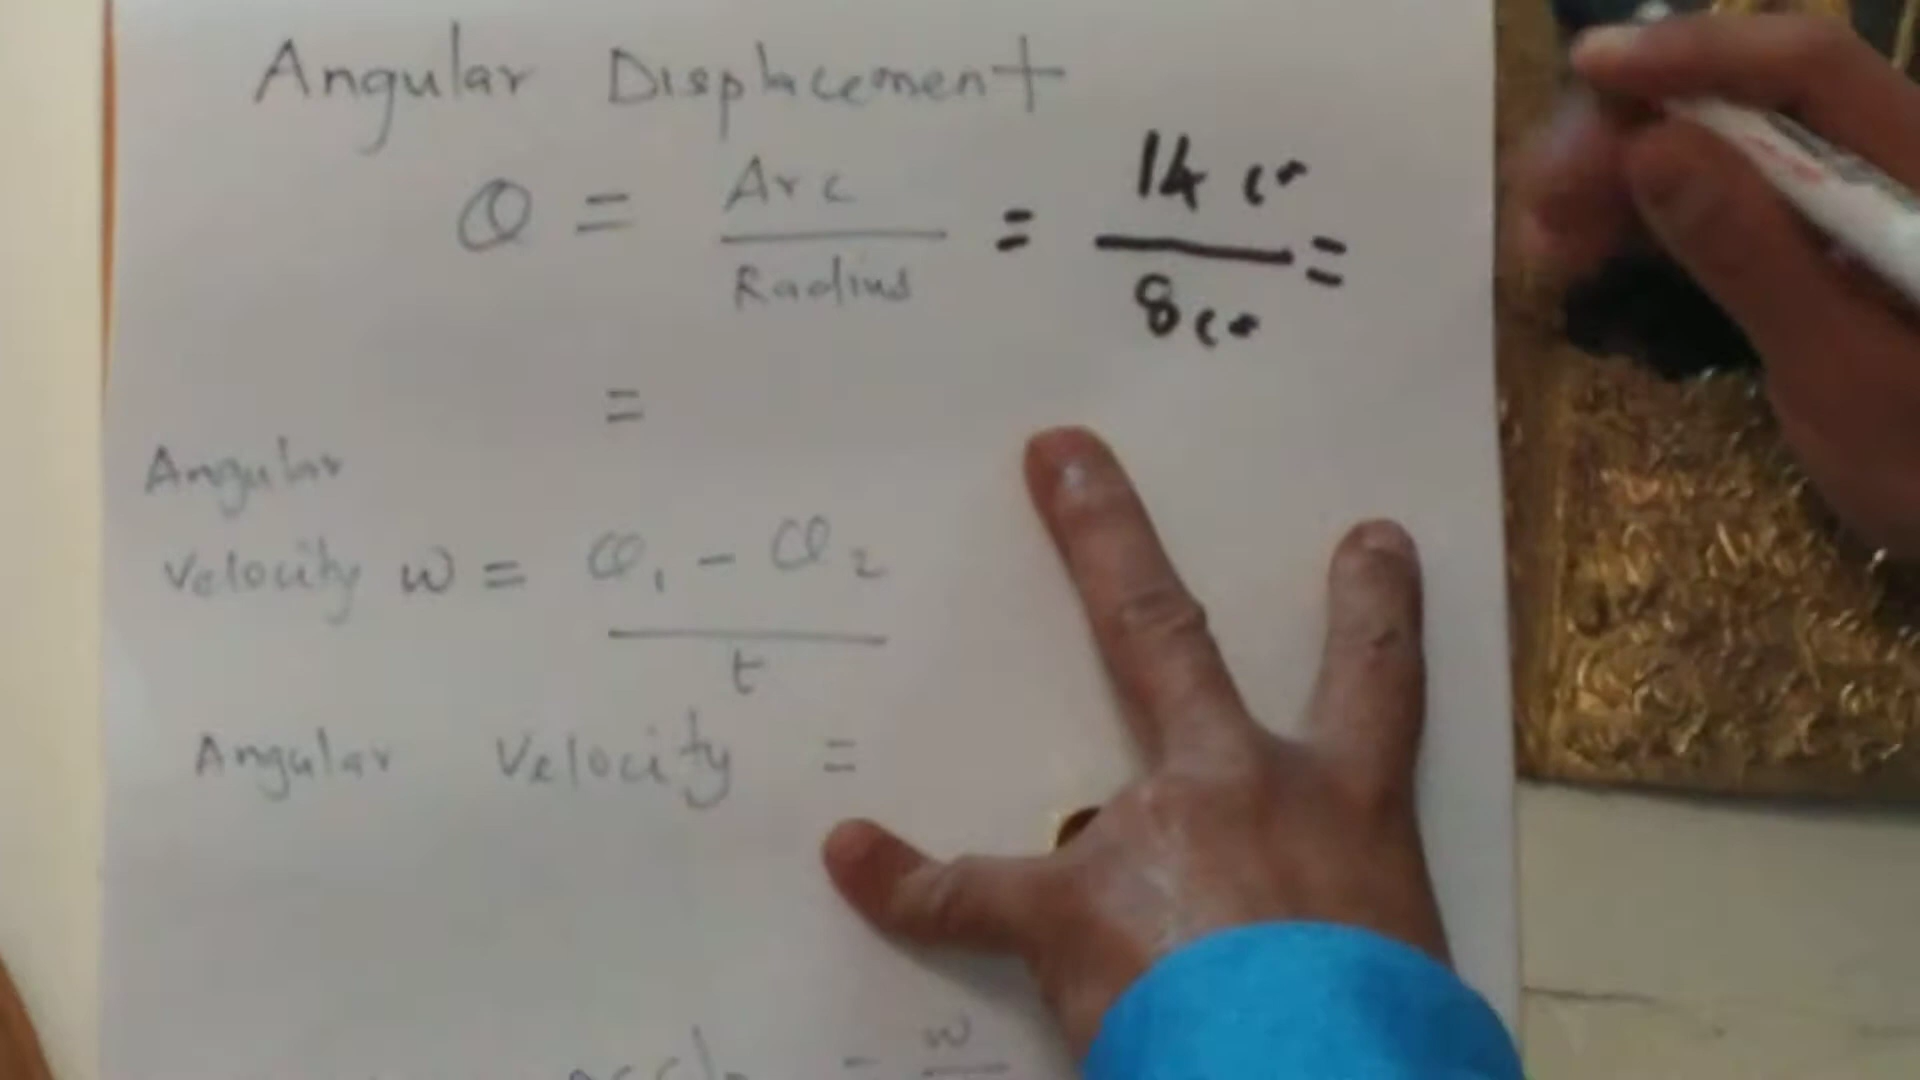 Angular Displacement
θ = Arc / Radius = 14 cm / 8 cm =
=
Angular
Velocity ω = θ₁ - θ₂ / t
Angular Velocity =
= ω